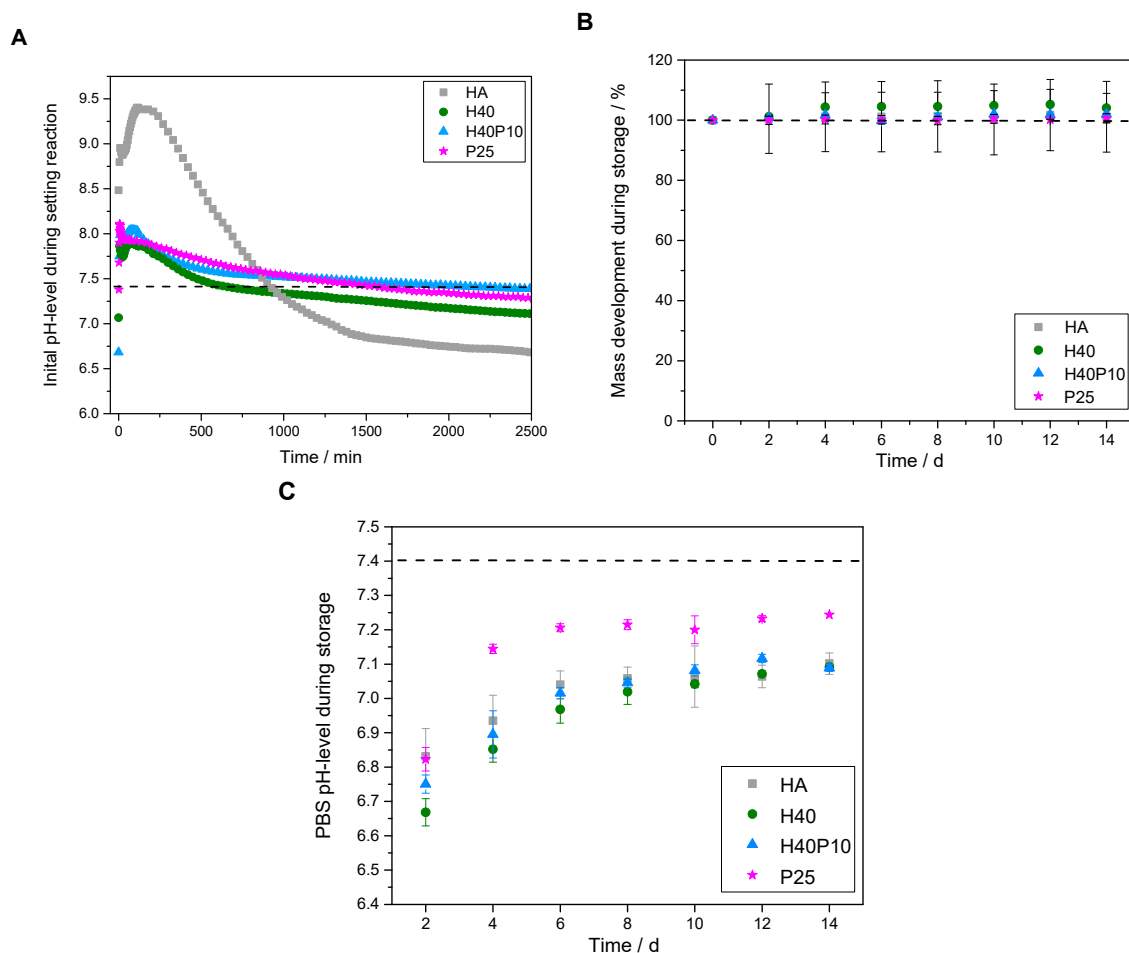 A
Inital pH-level during setting reaction
9.5
9.0
8.5
8.0
7.5
7.0
6.5
6.0
HA
H40
H40P10
P25
0
500
1000
1500
2000
2500
Time / min
B
Mass development during storage / %
120
100
80
60
40
20
0
HA
H40
H40P10
P25
0
2
4
6
8
10
12
14
Time / d
C
PBS pH-level during storage
7.5
7.4
7.3
7.2
7.1
7.0
6.9
6.8
6.7
6.6
6.5
6.4
HA
H40
H40P10
P25
2
4
6
8
10
12
14
Time / d